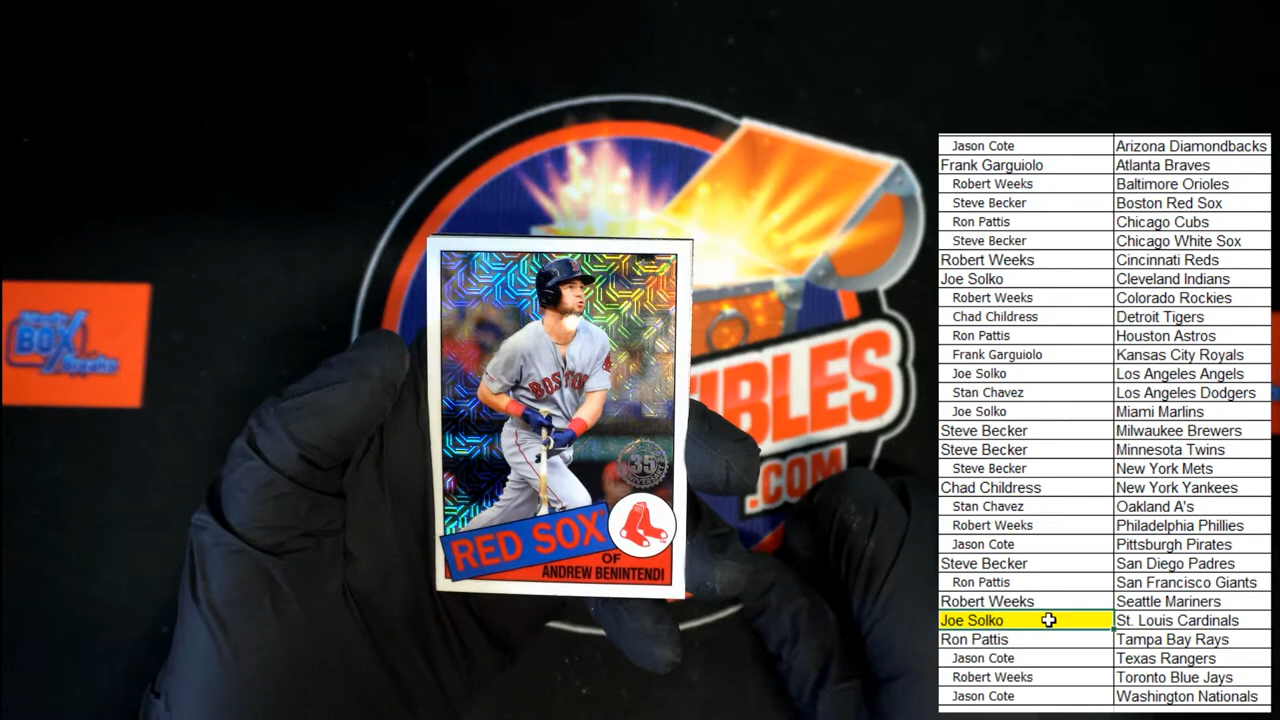 BOX
IBLES
.COM
BOSTON
35
ANNIVERSARY
RED SOX
OF
ANDREW BENINTENDI
Jason Cote Arizona Diamondbacks
Frank Garguiolo Atlanta Braves
Robert Weeks Baltimore Orioles
Steve Becker Boston Red Sox
Ron Pattis Chicago Cubs
Steve Becker Chicago White Sox
Robert Weeks Cincinnati Reds
Joe Solko Cleveland Indians
Robert Weeks Colorado Rockies
Chad Childress Detroit Tigers
Ron Pattis Houston Astros
Frank Garguiolo Kansas City Royals
Joe Solko Los Angeles Angels
Stan Chavez Los Angeles Dodgers
Joe Solko Miami Marlins
Steve Becker Milwaukee Brewers
Steve Becker Minnesota Twins
Steve Becker New York Mets
Chad Childress New York Yankees
Stan Chavez Oakland A's
Robert Weeks Philadelphia Phillies
Jason Cote Pittsburgh Pirates
Steve Becker San Diego Padres
Ron Pattis San Francisco Giants
Robert Weeks Seattle Mariners
Joe Solko St. Louis Cardinals
Ron Pattis Tampa Bay Rays
Jason Cote Texas Rangers
Robert Weeks Toronto Blue Jays
Jason Cote Washington Nationals